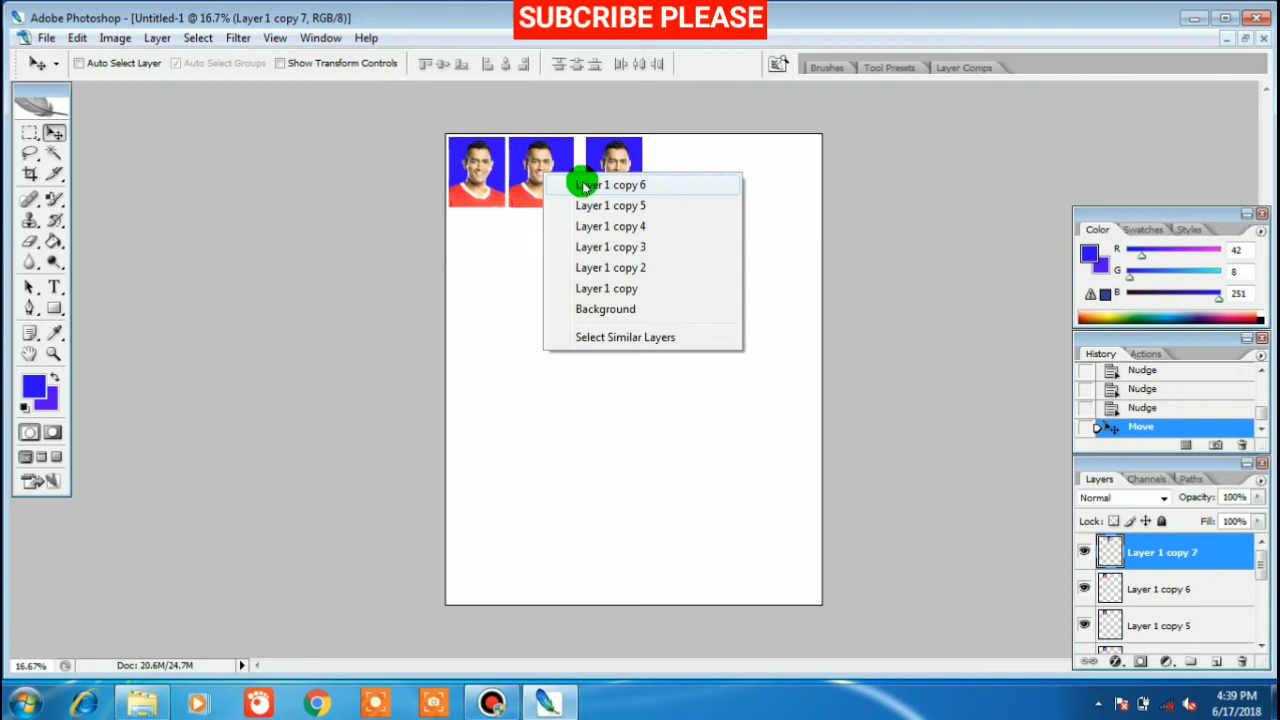 SUBCRIBE PLEASE
Adobe Photoshop - [Untitled-1 @ 16.7% (Layer 1 copy 7, RGB/8)]
File Edit Image Layer Select Filter View Window Help
Auto Select Layer Auto Select Groups Show Transform Controls
Brushes Tool Presets Layer Comps
Layer 1 copy 6
Layer 1 copy 5
Layer 1 copy 4
Layer 1 copy 3
Layer 1 copy 2
Layer 1 copy
Background
Select Similar Layers
Color Swatches Styles
R 42
G 8
B 251
History Actions
Nudge
Nudge
Nudge
Move
Layers Channels Paths
Normal Opacity: 100%
Lock: Fill: 100%
Layer 1 copy 7
Layer 1 copy 6
Layer 1 copy 5
16.67% Doc: 20.6M/24.7M
4:39 PM
6/17/2018